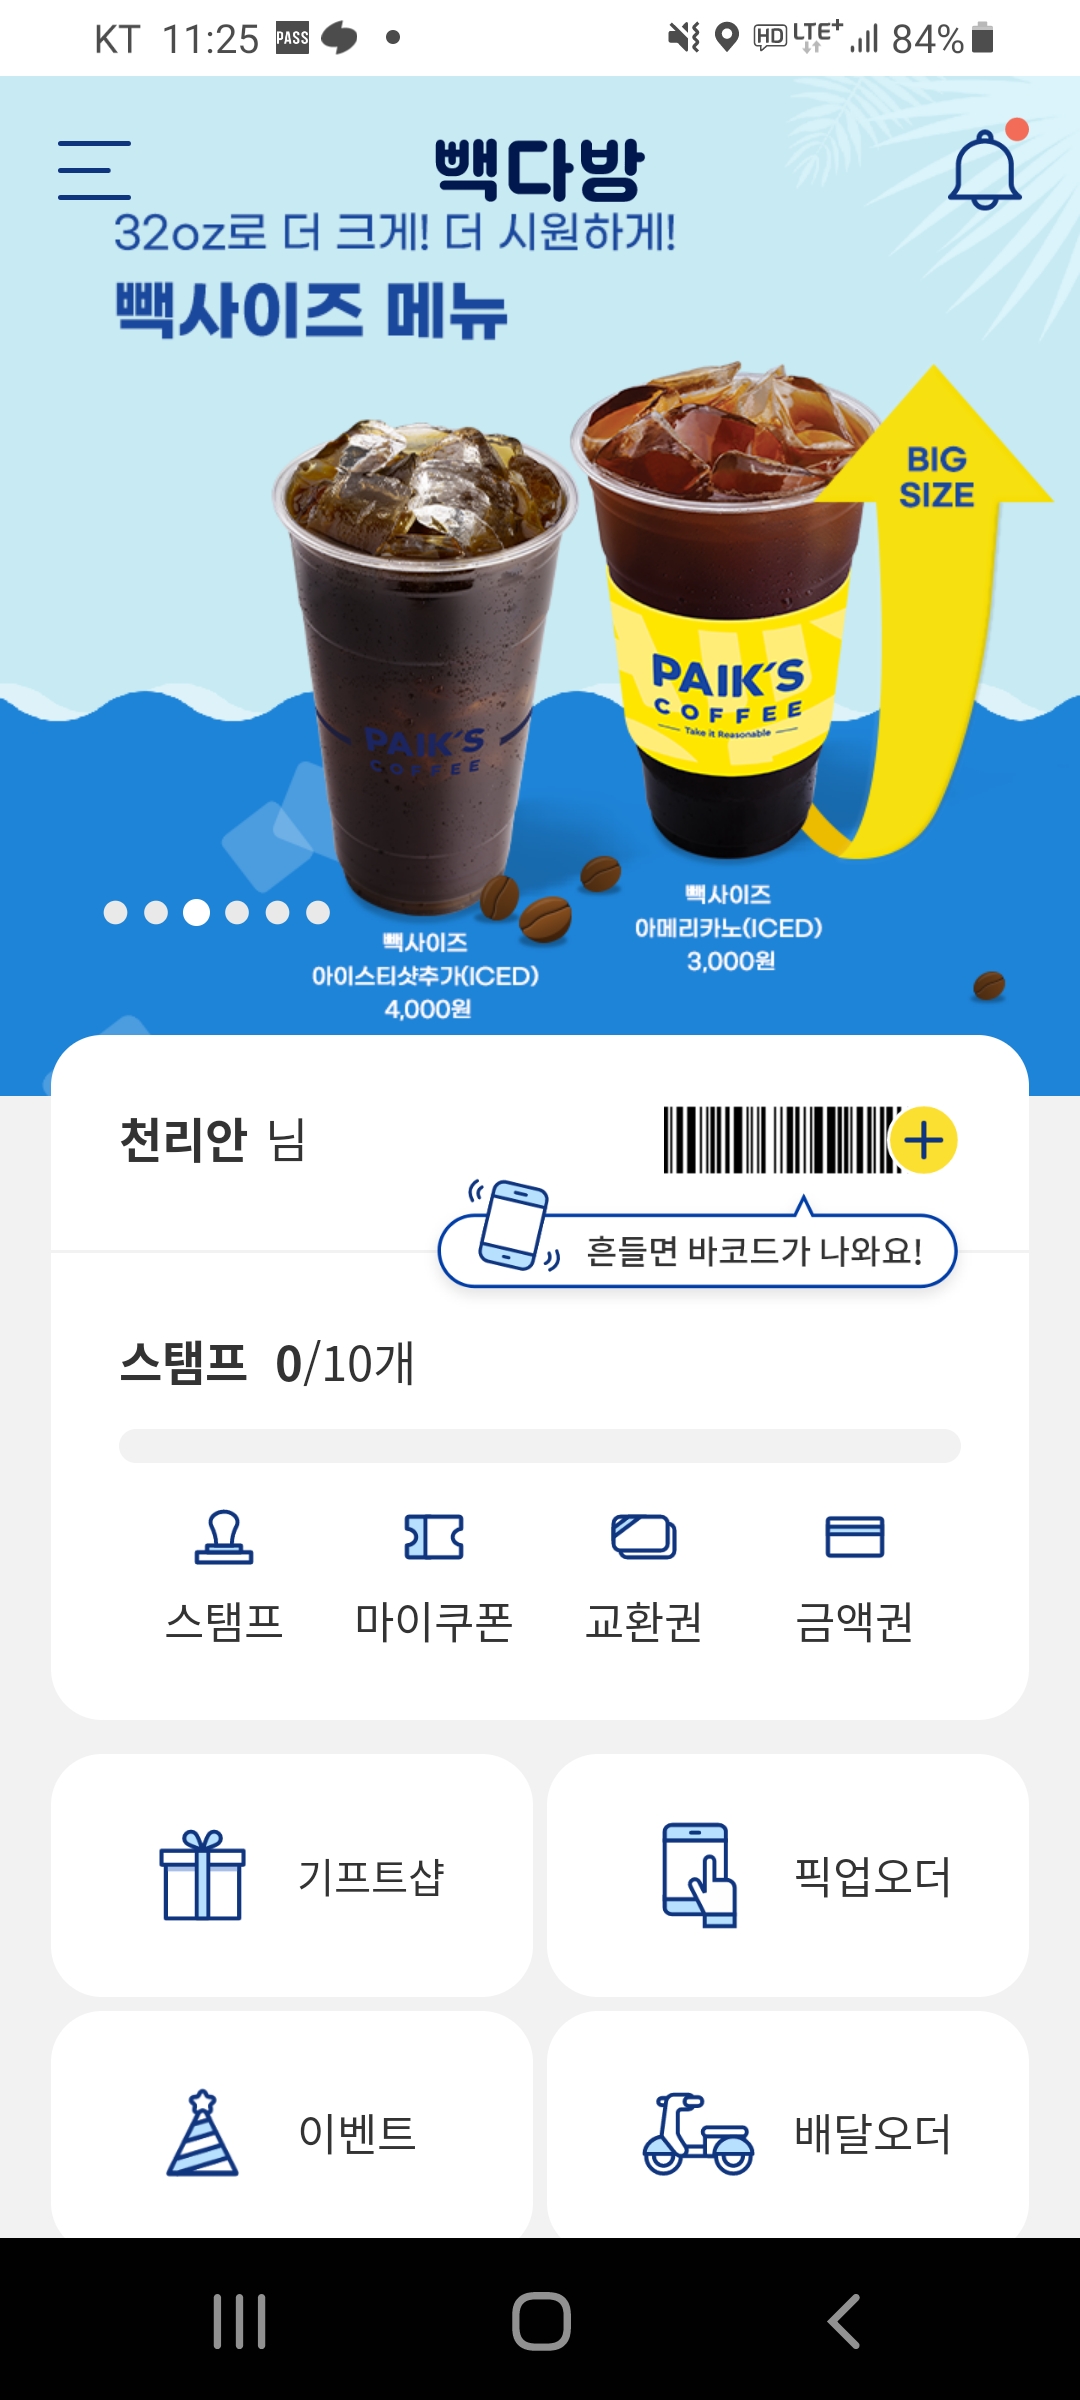 KT 11:25 PASS HD LTE+ 84%
빽다방
32oz로 더 크게! 더 시원하게!
빽사이즈 메뉴
BIG
SIZE
PAIK'S
COFFEE
Take it Reasonable
PAIK'S
COFFEE
빽사이즈
아메리카노(ICED)
3,000원
빽사이즈
아이스티샷추가(ICED)
4,000원
천리안 님
흔들면 바코드가 나와요!
스탬프 0/10개
스탬프 마이쿠폰 교환권 금액권
기프트샵 픽업오더
이벤트 배달오더